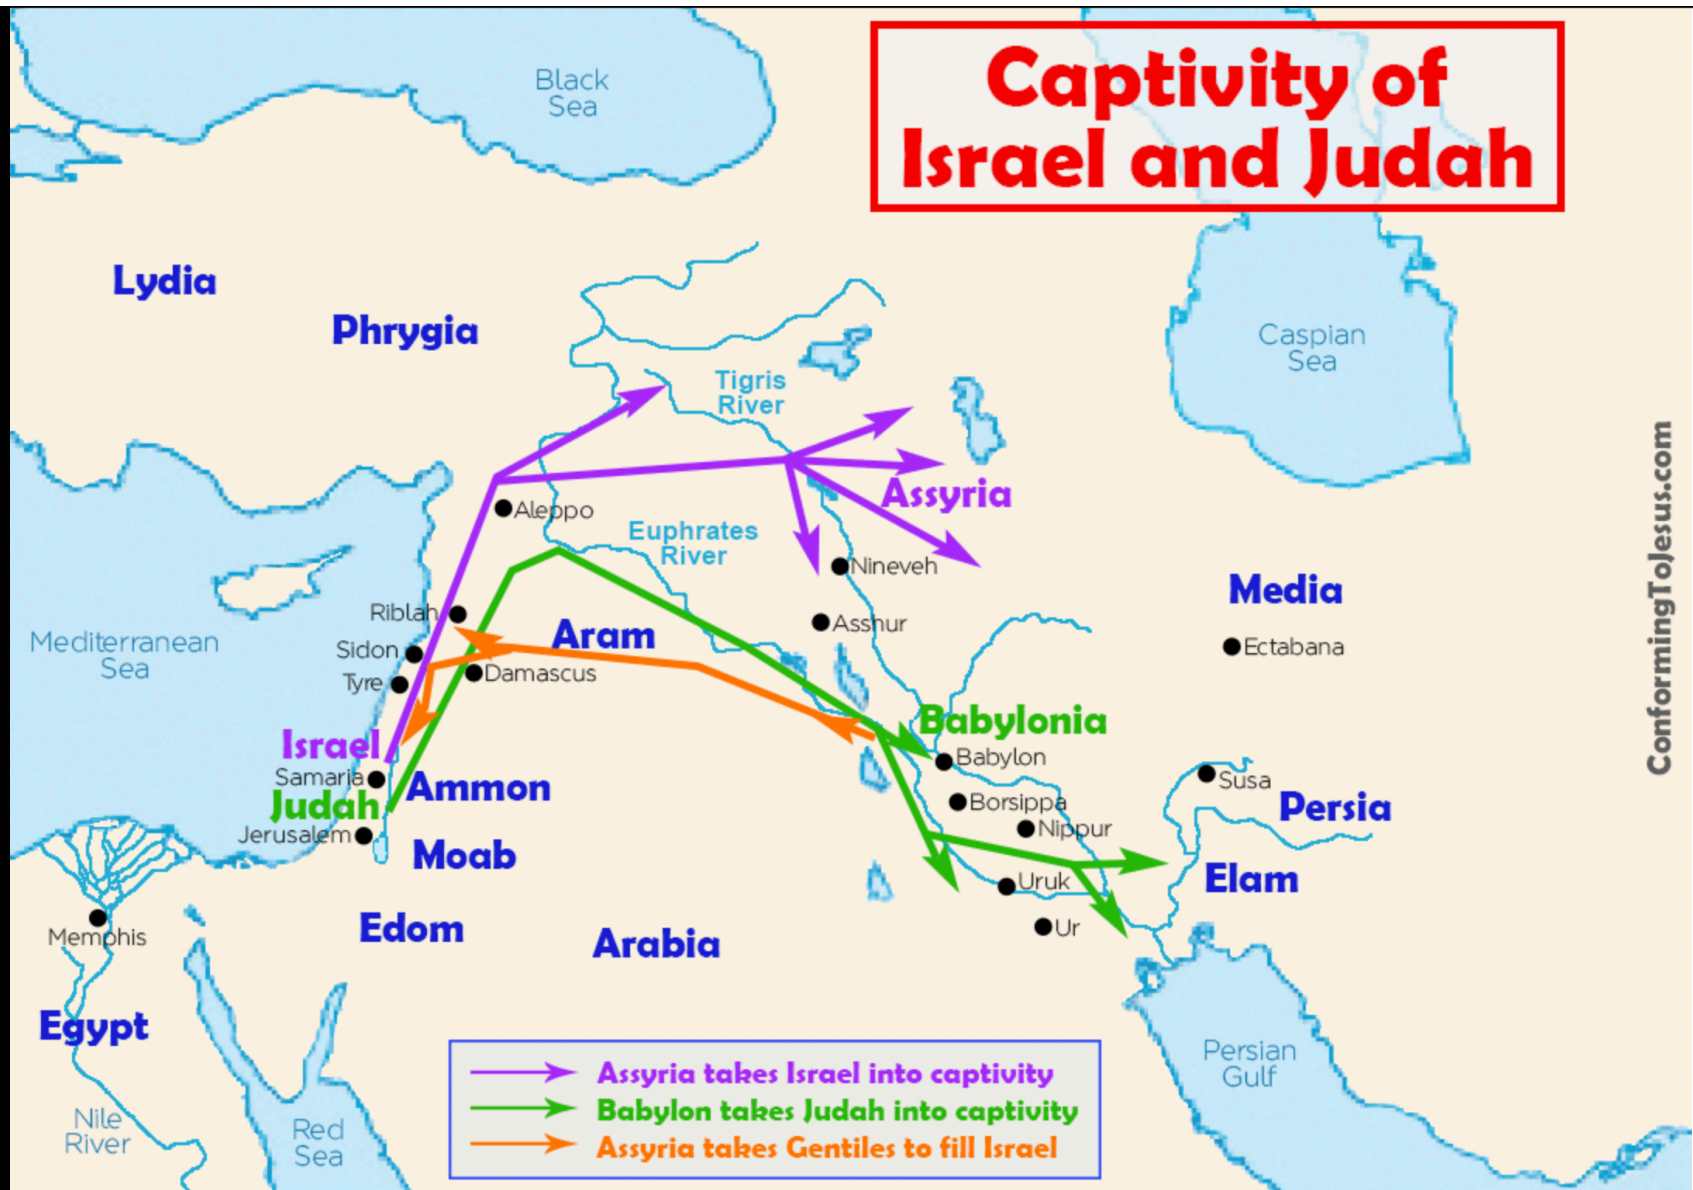 Captivity of
Israel and Judah
Black
Sea
Caspian
Sea
Lydia
Phrygia
Tigris
River
Assyria
Aleppo
Euphrates
River
Nineveh
Media
Riblah
Asshur
Aram
Ectabana
Mediterranean
Sea
Sidon
Tyre
Damascus
Babylonia
Israel
Babylon
Samaria
Susa
Ammon
Judah
Borsippa
Persia
Jerusalem
Nippur
Moab
Uruk
Elam
Memphis
Edom
Arabia
Ur
Egypt
Persian
Gulf
Nile
River
Red
Sea
Assyria takes Israel into captivity
Babylon takes Judah into captivity
Assyria takes Gentiles to fill Israel
ConformingToJesus.com